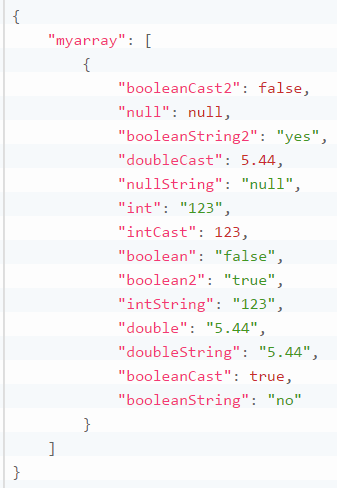 {
    "myarray": [
        {
            "booleanCast2": false,
            "null": null,
            "booleanString2": "yes",
            "doubleCast": 5.44,
            "nullString": "null",
            "int": "123",
            "intCast": 123,
            "boolean": "false",
            "boolean2": "true",
            "intString": "123",
            "double": "5.44",
            "doubleString": "5.44",
            "booleanCast": true,
            "booleanString": "no"
        }
    ]
}